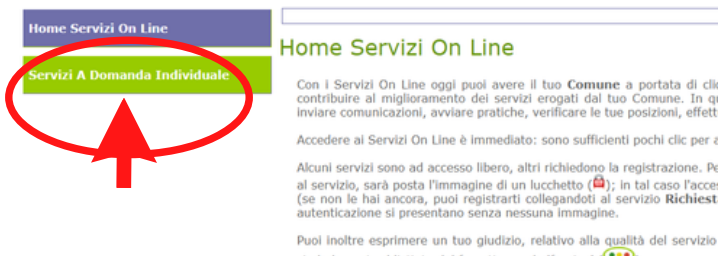 Home Servizi On Line
Servizi A Domanda Individuale
Home Servizi On Line
Con i Servizi On Line oggi puoi avere il tuo Comune a portata di clic
contribuire al miglioramento dei servizi erogati dal tuo Comune. In
inviare comunicazioni, avviare pratiche, verificare le tue posizioni,
Accedere ai Servizi On Line è immediato: sono sufficienti pochi clic per
Alcuni servizi sono ad accesso libero, altri richiedono la registrazione.
al servizio, sarà posta l'immagine di un lucchetto ( ); in tal caso
(se non le hai ancora, puoi registrarti collegandoti al servizio
autenticazione si presentano senza nessuna immagine.
Puoi inoltre esprimere un tuo giudizio, relativo alla qualità del servizio